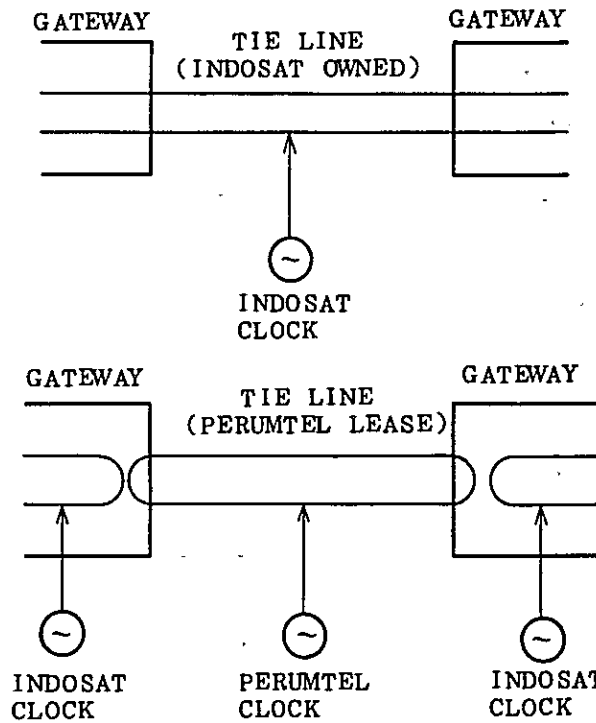 GATEWAY
TIE LINE
(INDOSAT OWNED)
GATEWAY
INDOSAT
CLOCK
GATEWAY
TIE LINE
(PERUMTEL LEASE)
GATEWAY
INDOSAT
CLOCK
PERUMTEL
CLOCK
INDOSAT
CLOCK